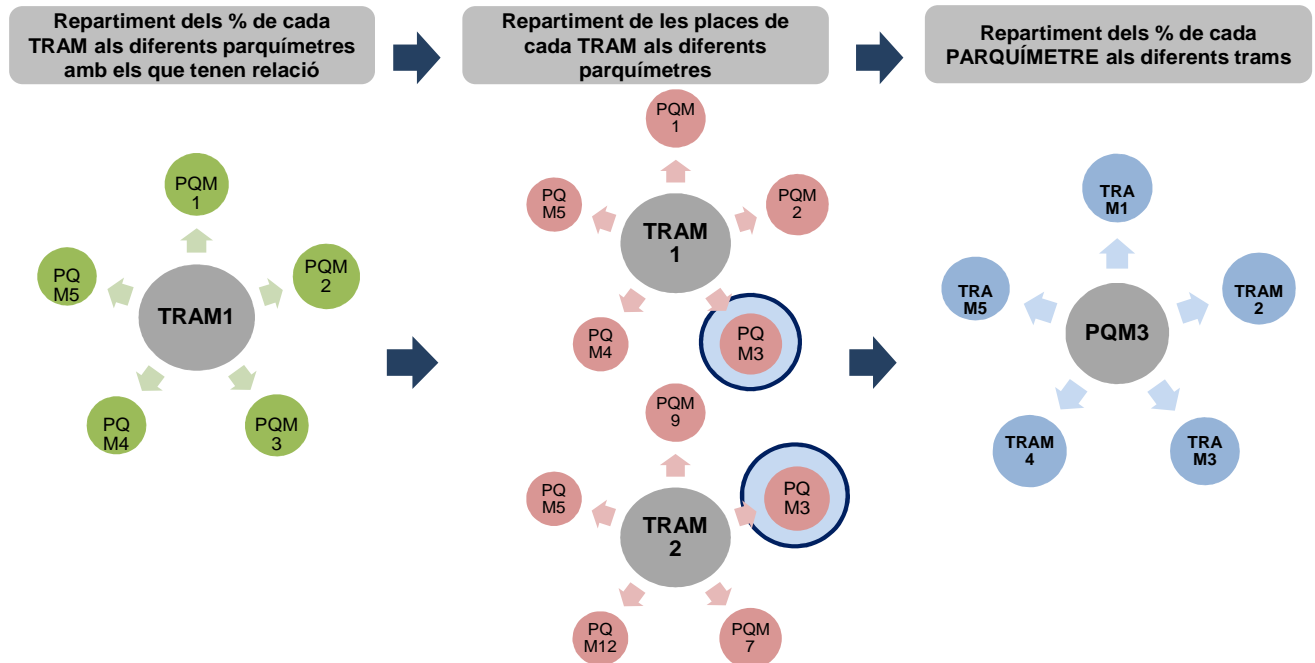 Repartiment dels % de cada
TRAM als diferents parquímetres
amb els que tenen relació
Repartiment de les places de
cada TRAM als diferents
parquímetres
Repartiment dels % de cada
PARQUÍMETRE als diferents trams
PQM
1
PQM
2
PQM
3
PQ
M4
PQ
M5
TRAM1
PQM
1
PQM
2
PQ
M3
PQ
M4
PQ
M5
TRAM
1
PQM
9
PQ
M3
PQM
7
PQ
M12
PQ
M5
TRAM
2
TRA
M1
TRAM
2
TRA
M3
TRAM
4
TRA
M5
PQM3